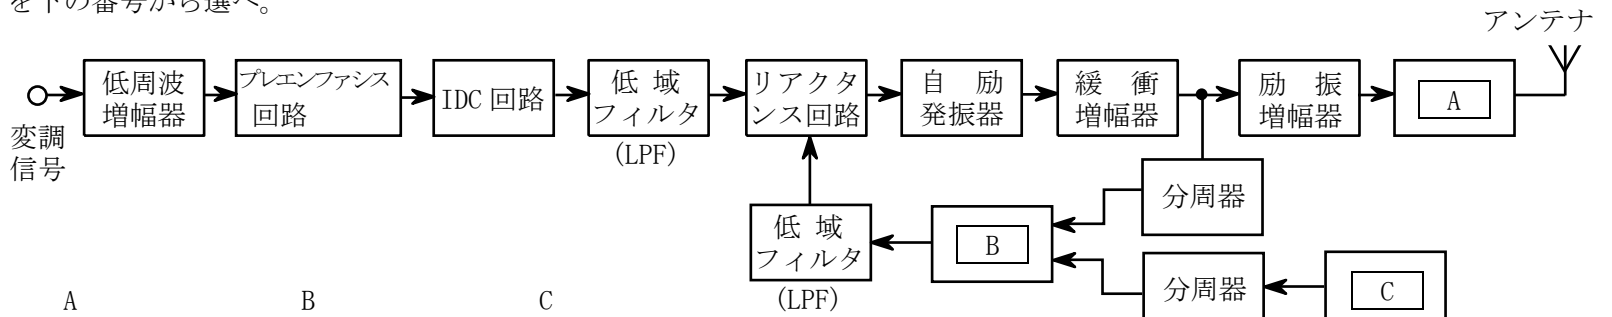 を下の番号から選べ。
アンテナ
低周波
増幅器
プレエンファシス
回路
IDC 回路
低 域
フィルタ
(LPF)
リアクタ
ンス回路
自 励
発振器
緩 衝
増幅器
励 振
増幅器
A
変調
信号
分周器
低 域
フィルタ
(LPF)
B
分周器
C
A B C